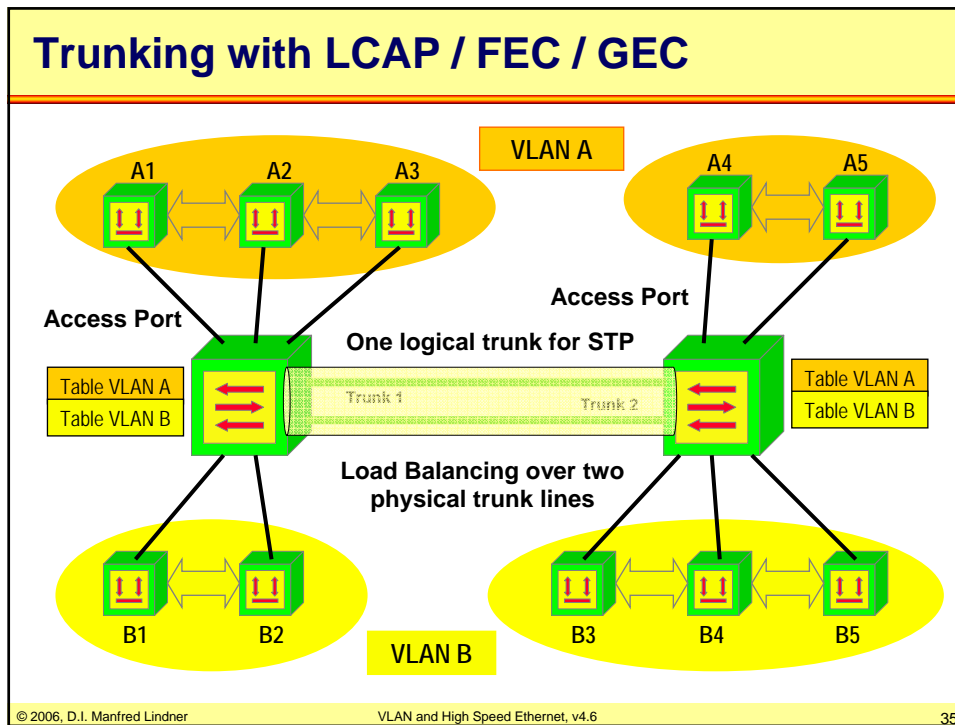 Trunking with LCAP / FEC / GEC
VLAN A
A1
A2
A3
A4
A5
Access Port
Access Port
One logical trunk for STP
Table VLAN A
Table VLAN B
Trunk 1
Trunk 2
Table VLAN A
Table VLAN B
Load Balancing over two
physical trunk lines
B1
B2
B3
B4
B5
VLAN B
© 2006, D.I. Manfred Lindner
VLAN and High Speed Ethernet, v4.6
35